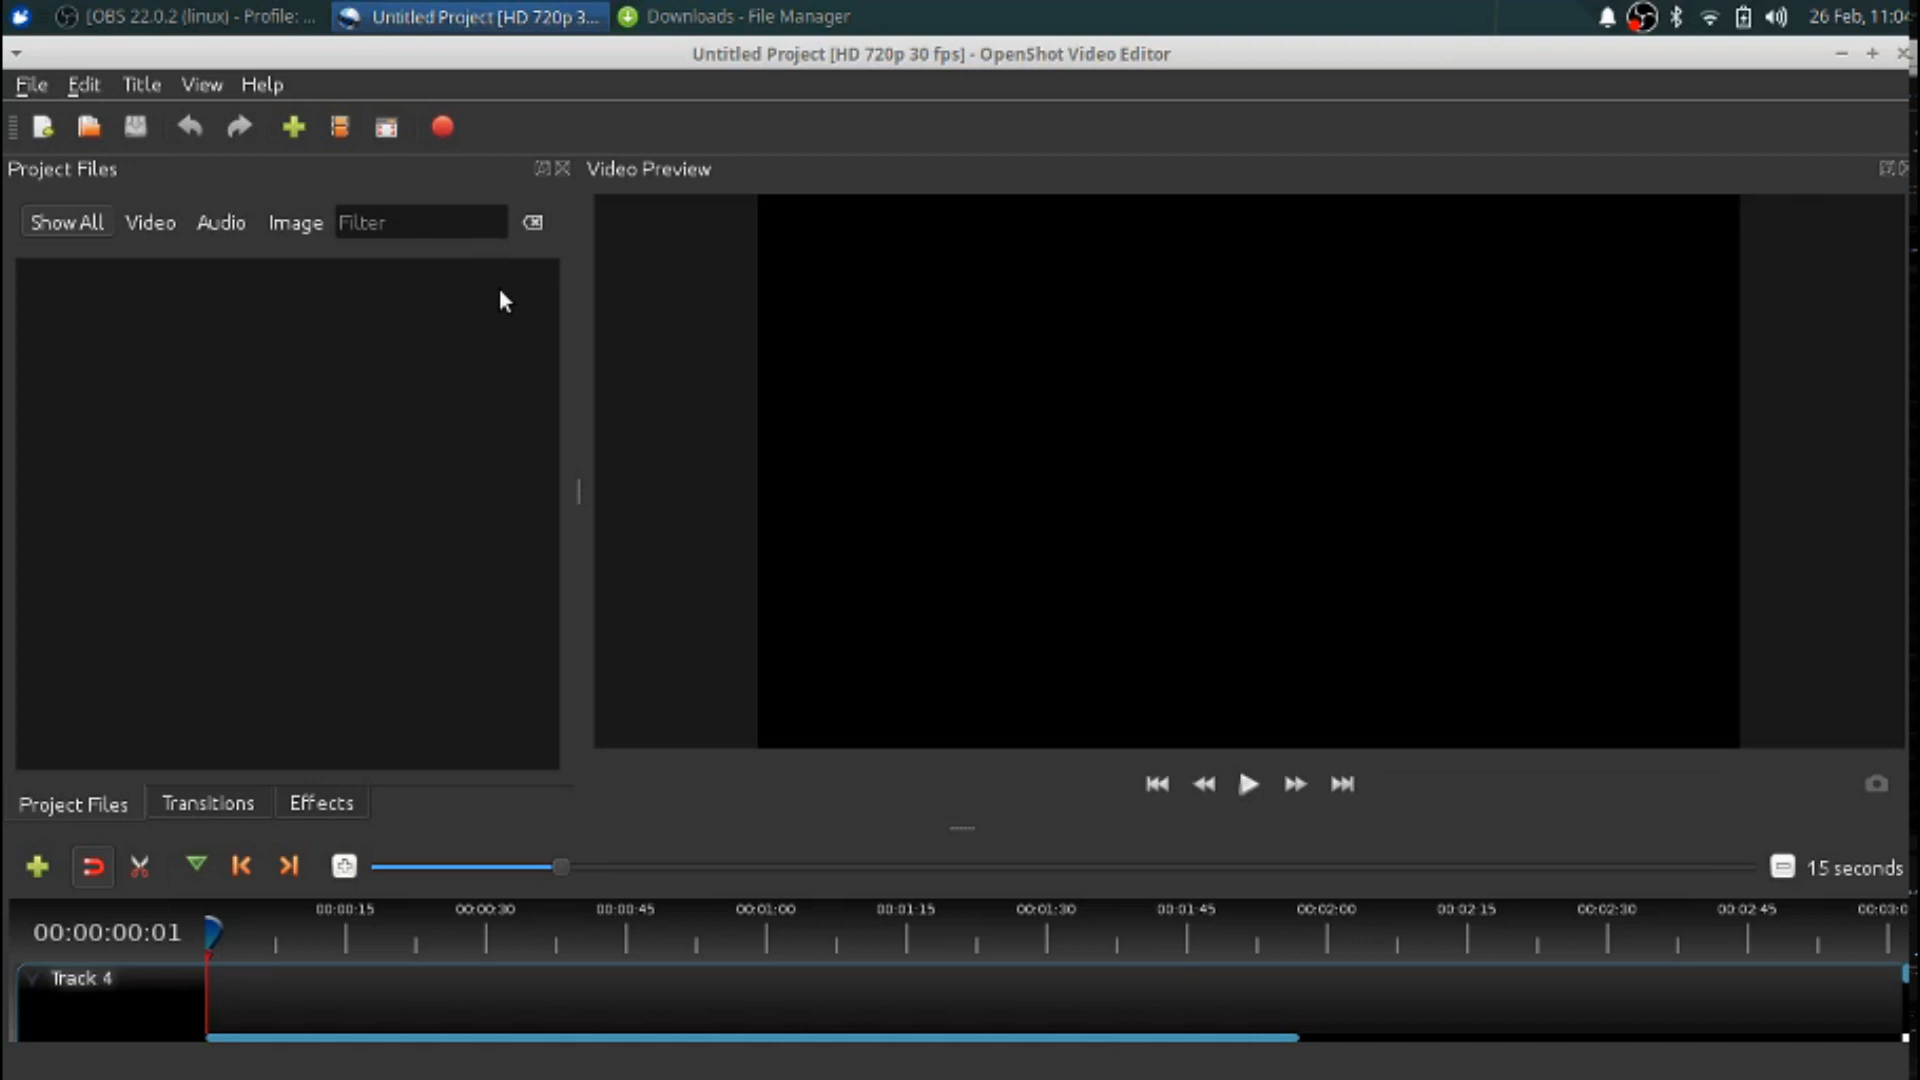 [OBS 22.0.2 (linux) - Profile: ... Untitled Project [HD 720p 3... Downloads - File Manager 26 Feb, 11:04
Untitled Project [HD 720p 30 fps] - OpenShot Video Editor
File Edit Title View Help
Project Files Video Preview
Show All Video Audio Image Filter
Project Files Transitions Effects
15 seconds
00:00:15 00:00:30 00:00:45 00:01:00 00:01:15 00:01:30 00:01:45 00:02:00 00:02:15 00:02:30 00:02:45 00:03:0
00:00:00:01
Track 4